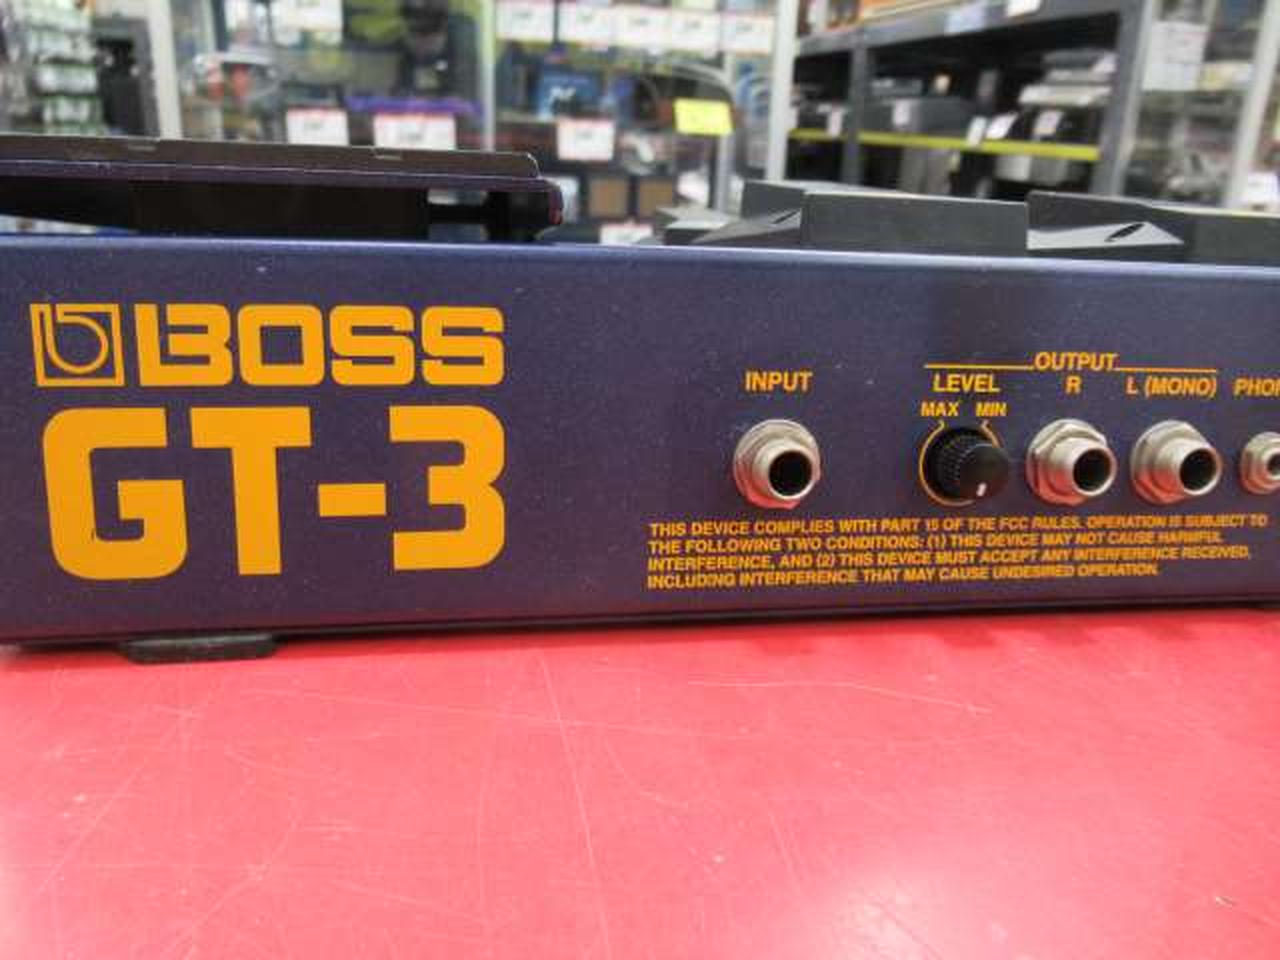 BOSS
GT-3
INPUT
OUTPUT
LEVEL R L (MONO)
MAX MIN
THIS DEVICE COMPLIES WITH PART 15 OF THE FCC RULES. OPERATION IS SUBJECT TO
THE FOLLOWING TWO CONDITIONS: (1) THIS DEVICE MAY NOT CAUSE HARMFUL
INTERFERENCE, AND (2) THIS DEVICE MUST ACCEPT ANY INTERFERENCE RECEIVED,
INCLUDING INTERFERENCE THAT MAY CAUSE UNDESIRED OPERATION.